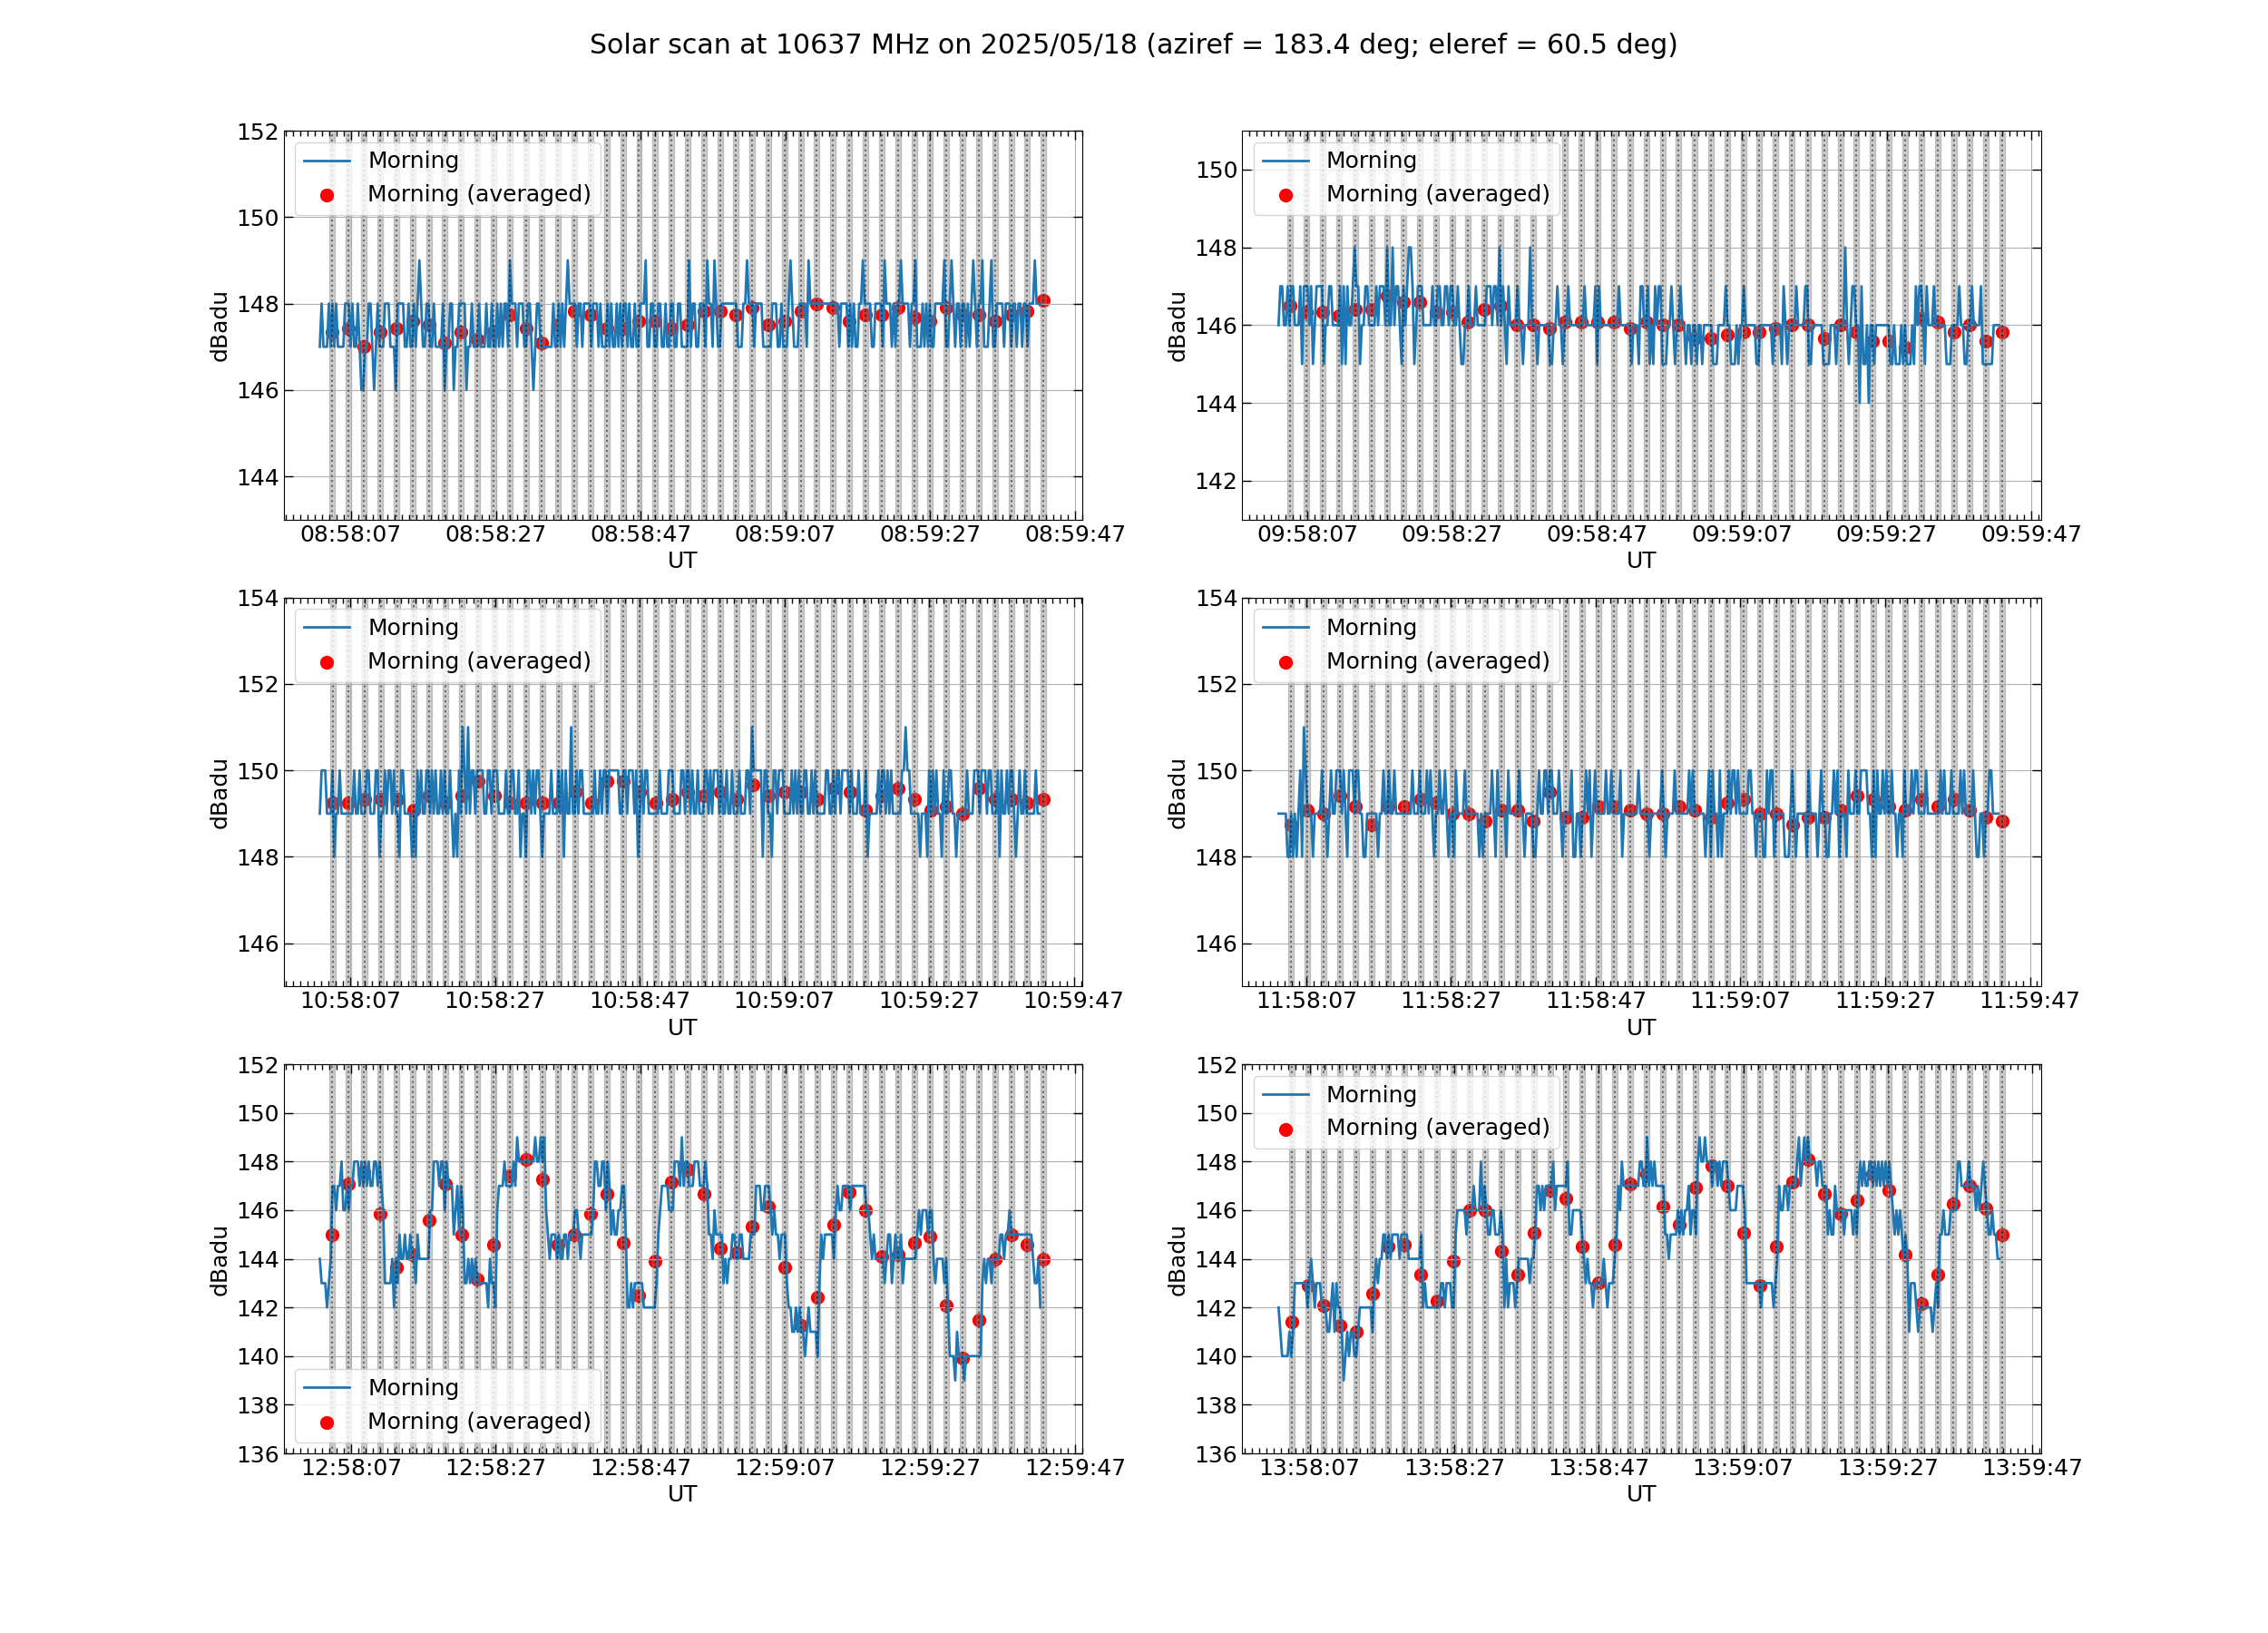 Solar scan at 10637 MHz on 2025/05/18 (aziref = 183.4 deg; eleref = 60.5 deg)
152
150
148
146
144
dBadu
Morning
Morning (averaged)
08:58:07 08:58:27 08:58:47 08:59:07 08:59:27 08:59:47
UT
150
148
146
144
142
dBadu
Morning
Morning (averaged)
09:58:07 09:58:27 09:58:47 09:59:07 09:59:27 09:59:47
UT
154
152
150
148
146
dBadu
Morning
Morning (averaged)
10:58:07 10:58:27 10:58:47 10:59:07 10:59:27 10:59:47
UT
154
152
150
148
146
dBadu
Morning
Morning (averaged)
11:58:07 11:58:27 11:58:47 11:59:07 11:59:27 11:59:47
UT
152
150
148
146
144
142
140
138
136
dBadu
Morning
Morning (averaged)
12:58:07 12:58:27 12:58:47 12:59:07 12:59:27 12:59:47
UT
152
150
148
146
144
142
140
138
136
dBadu
Morning
Morning (averaged)
13:58:07 13:58:27 13:58:47 13:59:07 13:59:27 13:59:47
UT